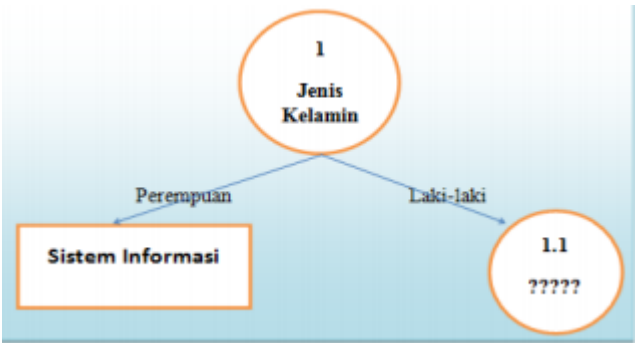 1
Jenis
Kelamin
Perempuan
Laki-laki
Sistem Informasi
1.1
?????